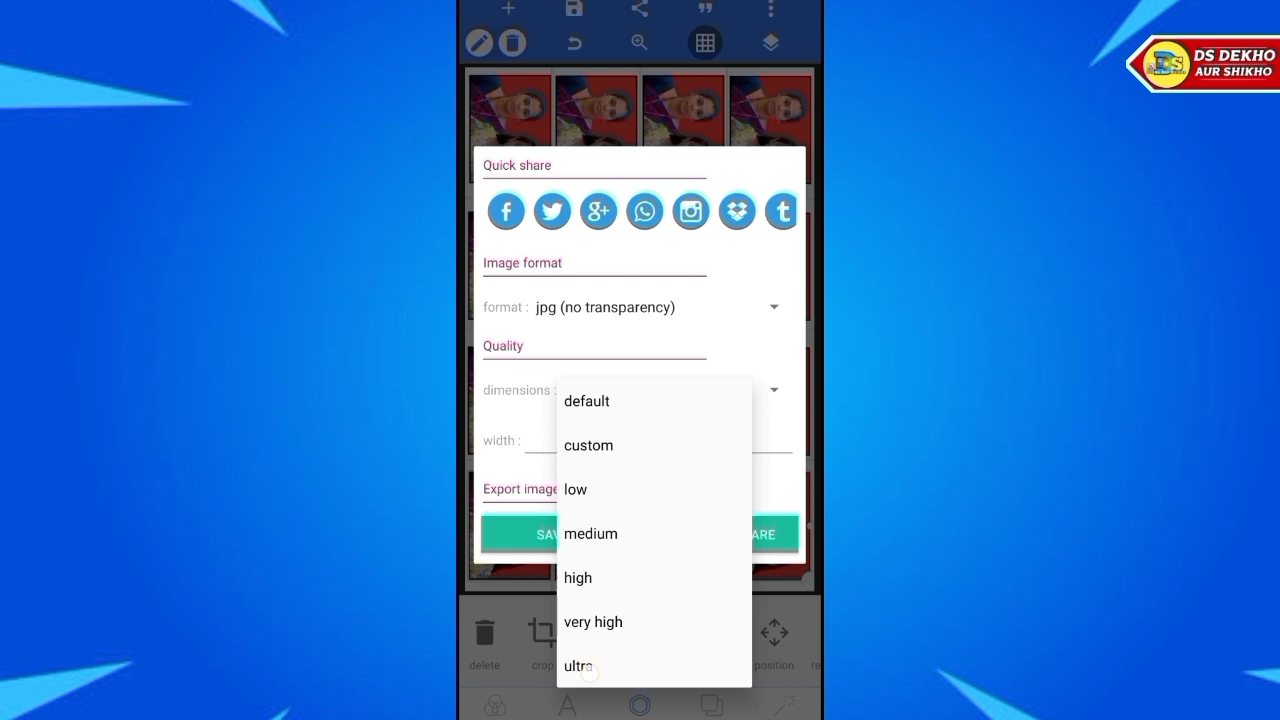 DS DEKHO
AUR SHIKHO
Quick share
Image format
format : jpg (no transparency)
Quality
dimensions :
default
custom
width :
low
Export image
medium
high
very high
ultra
delete
crop
position